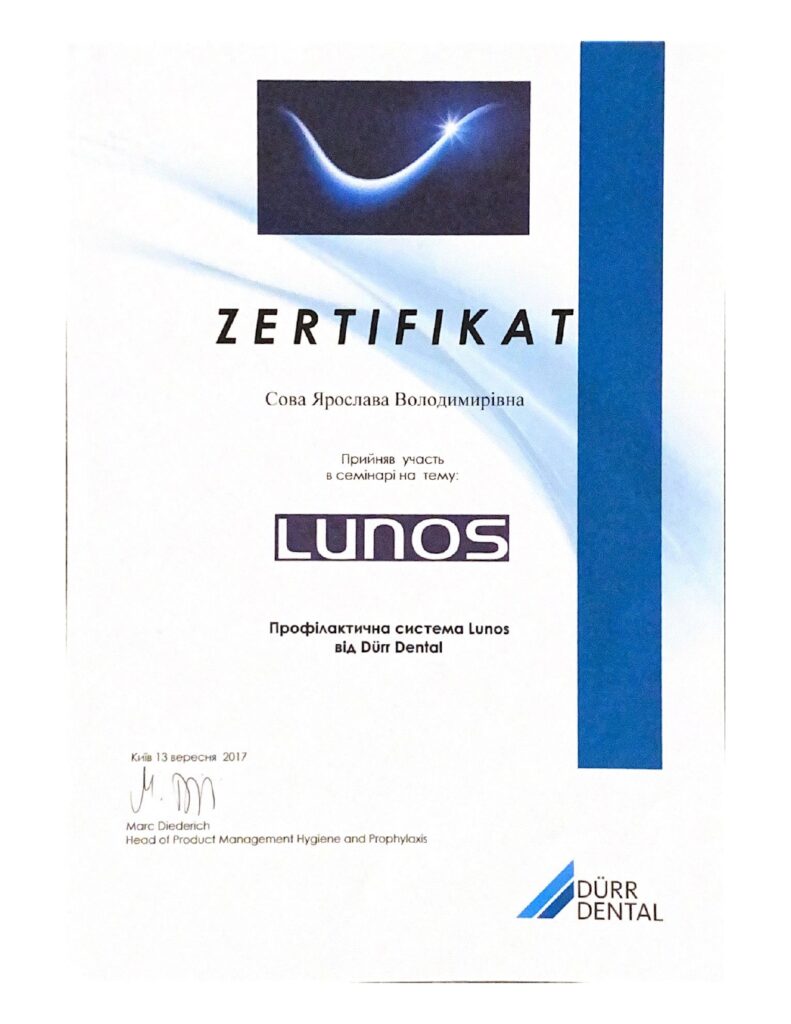 ZERTIFIKAT
Сова Ярослава Володимирівна
Прийняв участь
в семінарі на тему:
LUNOS
Профілактична система Lunos
від Dürr Dental
Київ 13 вересня 2017
Marc Diederich
Head of Product Management Hygiene and Prophylaxis
DÜRR
DENTAL